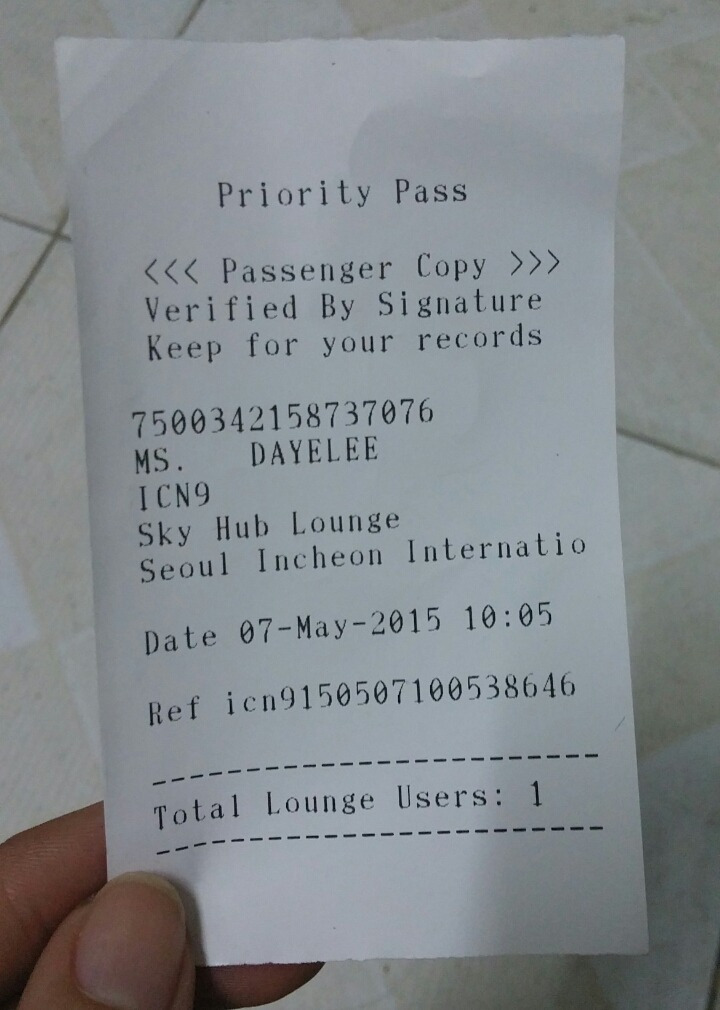 Priority Pass
<<< Passenger Copy >>>
Verified By Signature
Keep for your records
7500342158737076
MS. DAYELEE
ICN9
Sky Hub Lounge
Seoul Incheon Internatio
Date 07-May-2015 10:05
Ref icn9150507100538646
------------------------
Total Lounge Users: 1
------------------------